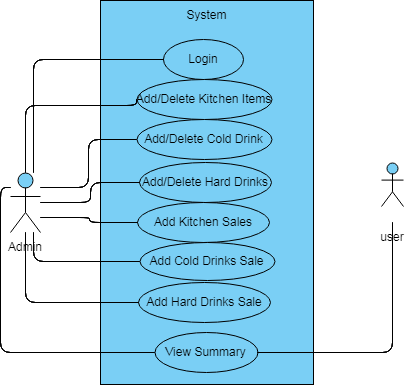 System
Login
Add/Delete Kitchen Items
Add/Delete Cold Drink
Add/Delete Hard Drinks
Add Kitchen Sales
Admin
user
Add Cold Drinks Sale
Add Hard Drinks Sale
View Summary